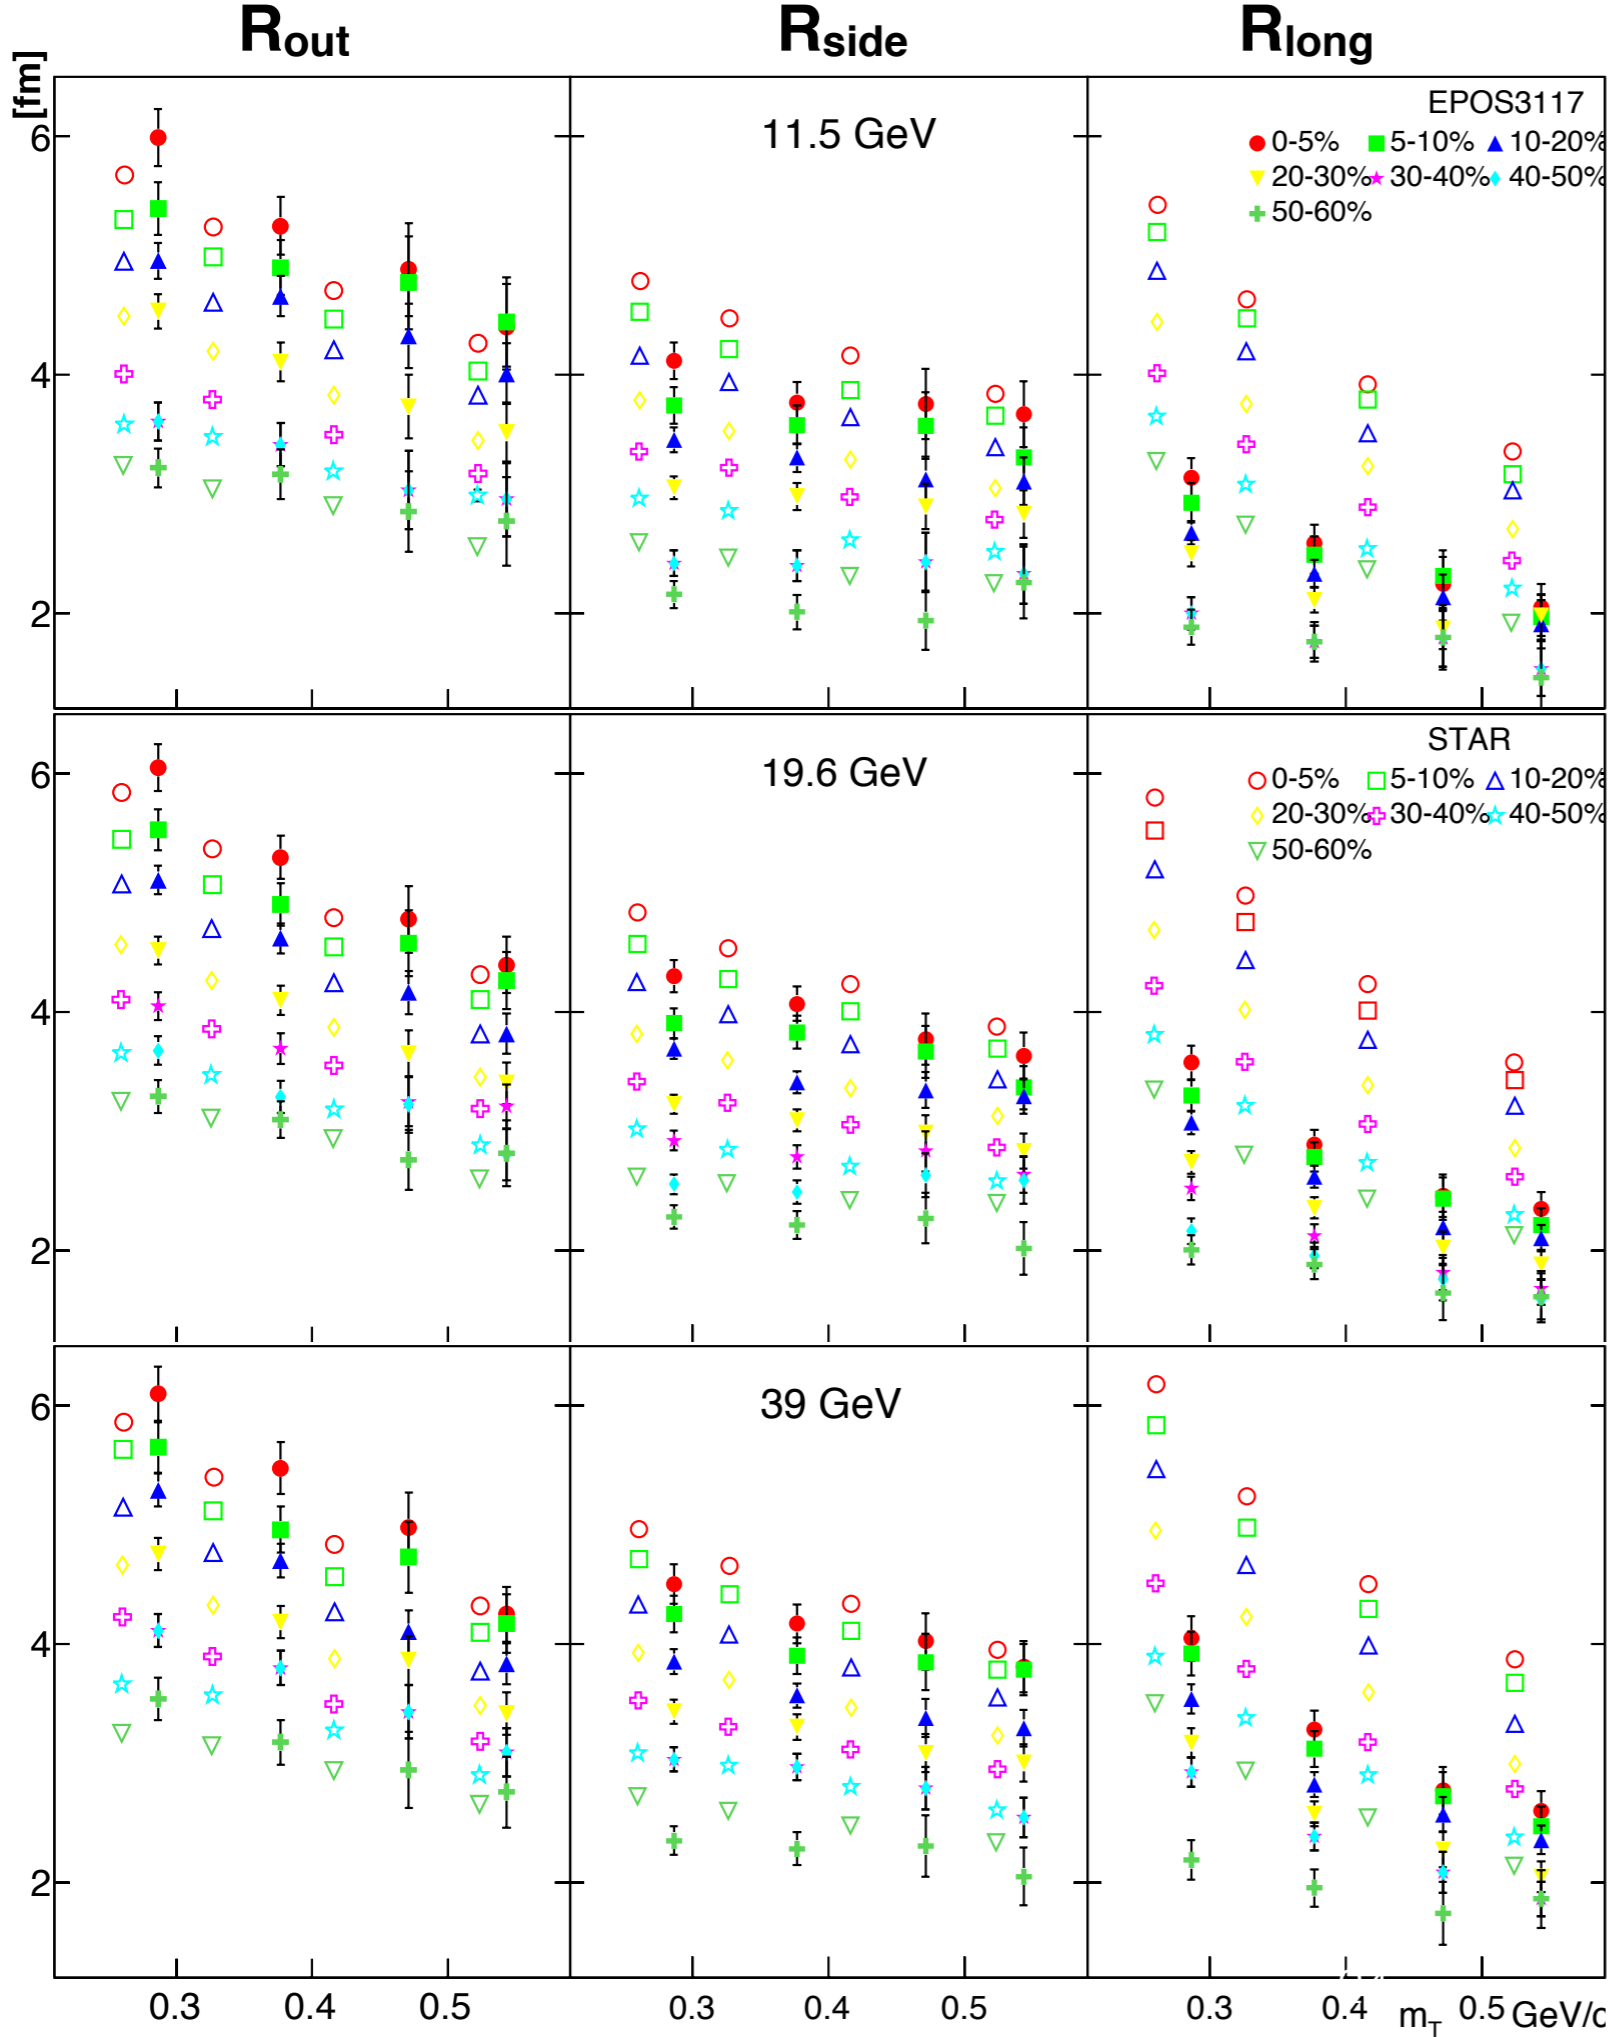 Rout Rside Rlong
[fm]
6 11.5 GeV EPOS3117
0-5% 5-10% 10-20%
20-30% 30-40% 40-50%
50-60%
4
2
19.6 GeV STAR
6 0-5% 5-10% 10-20%
20-30% 30-40% 40-50%
50-60%
4
2
6 39 GeV
4
2
0.3 0.4 0.5 0.3 0.4 0.5 0.3 0.4 mT 0.5 GeV/c